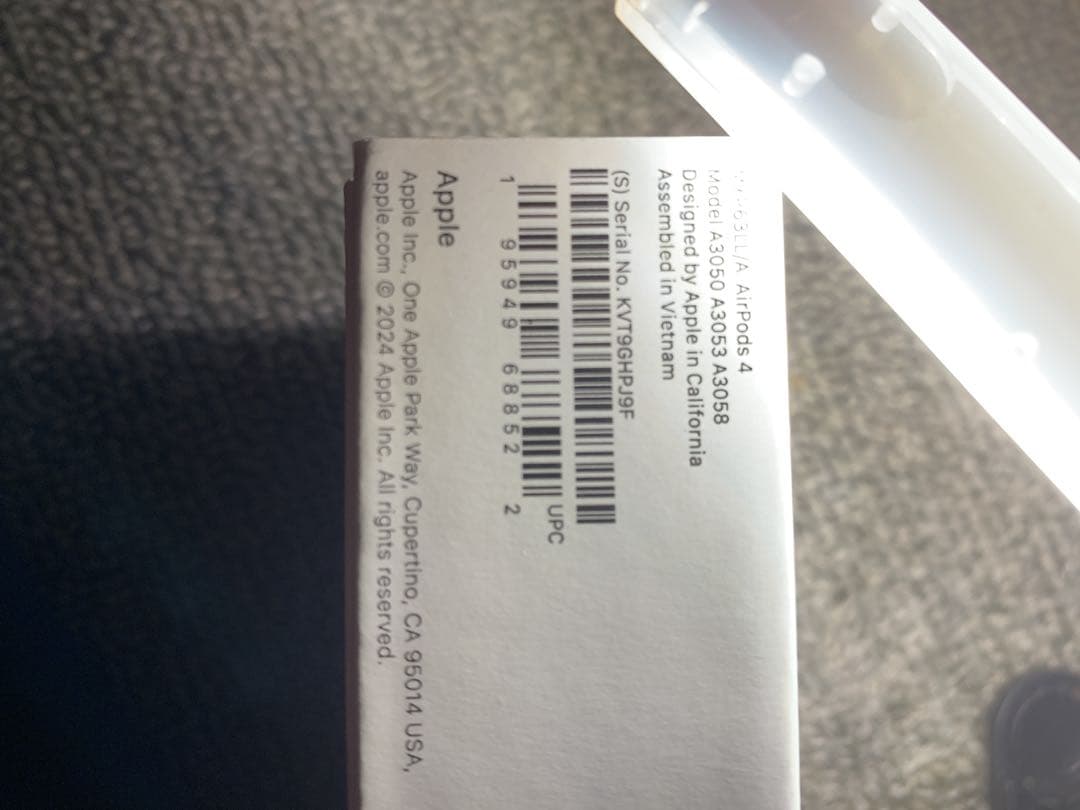 AirPods 4
Model A3050 A3053 A3058
Designed by Apple in California
Assembled in Vietnam
(S) Serial No. KVT9GHPJ9F
UPC
1 95949 68852 2
Apple
Apple Inc., One Apple Park Way, Cupertino, CA 95014 USA,
apple.com © 2024 Apple Inc. All rights reserved.